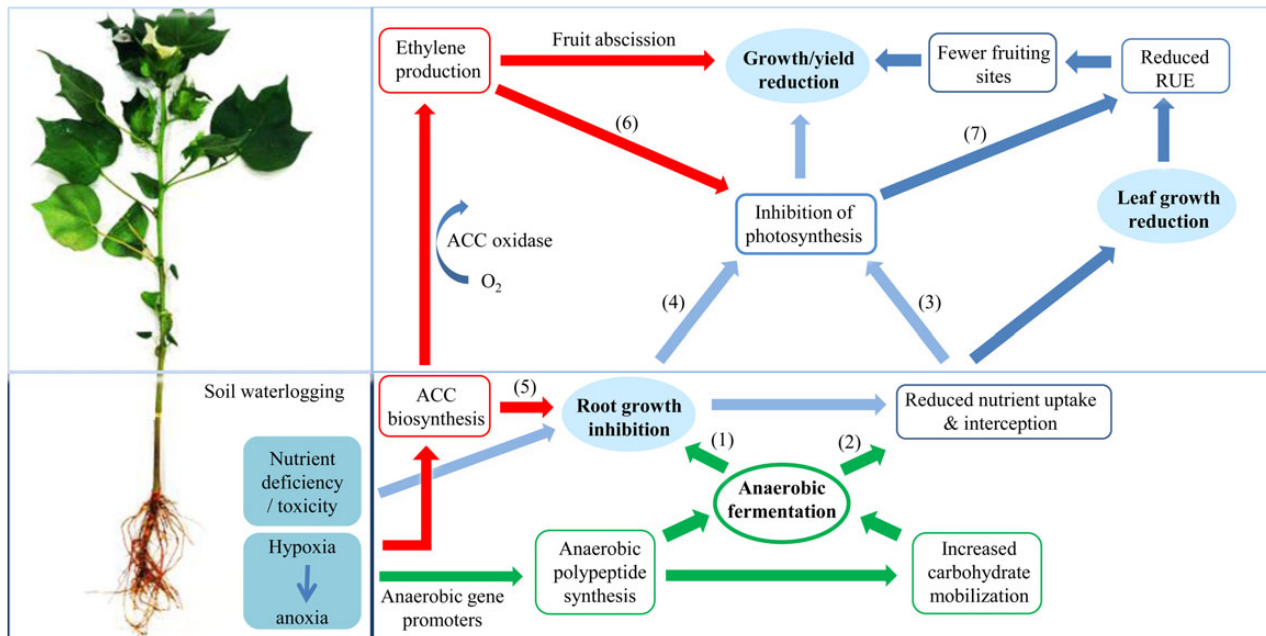 Ethylene
production
Fruit abscission
Growth/yield
reduction
Fewer fruiting
sites
Reduced
RUE
(6)
(7)
Inhibition of
photosynthesis
Leaf growth
reduction
ACC oxidase
O₂
(4)
(3)
Soil waterlogging
ACC
biosynthesis
(5)
Root growth
inhibition
Reduced nutrient uptake
& interception
(1)
(2)
Nutrient
deficiency
/ toxicity
Anaerobic
fermentation
Hypoxia
anoxia
Anaerobic gene
promoters
Anaerobic
polypeptide
synthesis
Increased
carbohydrate
mobilization